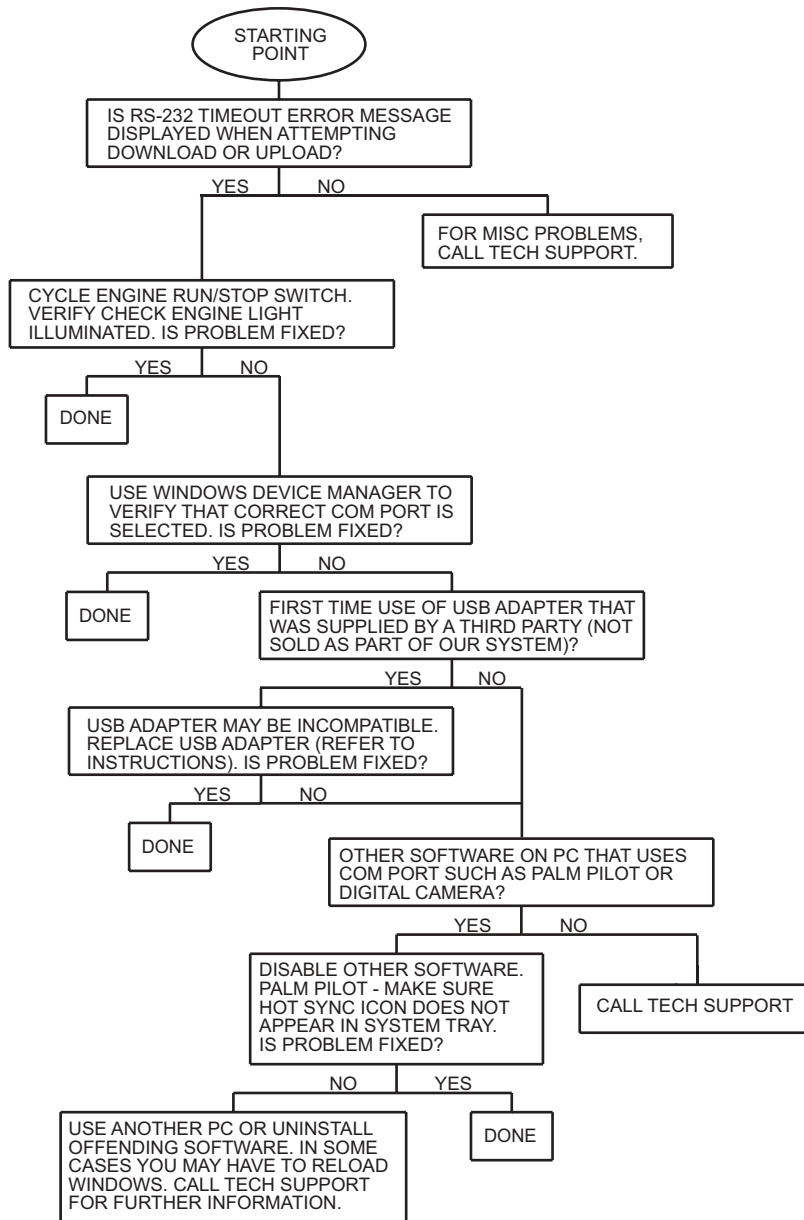 STARTING
POINT
IS RS-232 TIMEOUT ERROR MESSAGE
DISPLAYED WHEN ATTEMPTING
DOWNLOAD OR UPLOAD?
YES
NO
FOR MISC PROBLEMS,
CALL TECH SUPPORT.
CYCLE ENGINE RUN/STOP SWITCH.
VERIFY CHECK ENGINE LIGHT
ILLUMINATED. IS PROBLEM FIXED?
YES
NO
DONE
USE WINDOWS DEVICE MANAGER TO
VERIFY THAT CORRECT COM PORT IS
SELECTED. IS PROBLEM FIXED?
YES
NO
DONE
FIRST TIME USE OF USB ADAPTER THAT
WAS SUPPLIED BY A THIRD PARTY (NOT
SOLD AS PART OF OUR SYSTEM)?
YES
NO
USB ADAPTER MAY BE INCOMPATIBLE.
REPLACE USB ADAPTER (REFER TO
INSTRUCTIONS). IS PROBLEM FIXED?
YES
NO
DONE
OTHER SOFTWARE ON PC THAT USES
COM PORT SUCH AS PALM PILOT OR
DIGITAL CAMERA?
YES
NO
DISABLE OTHER SOFTWARE.
PALM PILOT - MAKE SURE
HOT SYNC ICON DOES NOT
APPEAR IN SYSTEM TRAY.
IS PROBLEM FIXED?
CALL TECH SUPPORT
NO
YES
USE ANOTHER PC OR UNINSTALL
OFFENDING SOFTWARE. IN SOME
CASES YOU MAY HAVE TO RELOAD
WINDOWS. CALL TECH SUPPORT
FOR FURTHER INFORMATION.
DONE